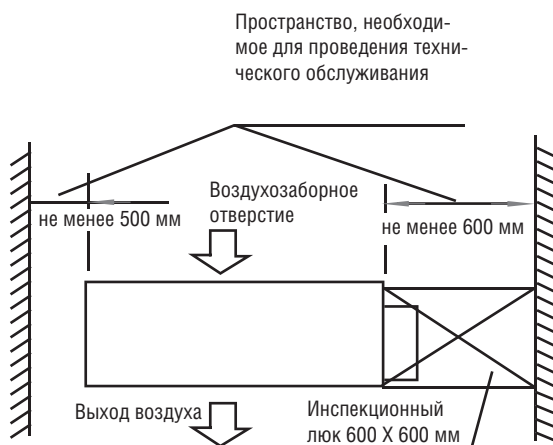 Пространство, необходи-
мое для проведения техни-
ческого обслуживания
Воздухозаборное
отверстие
не менее 500 мм
не менее 600 мм
Выход воздуха
Инспекционный
люк 600 X 600 мм